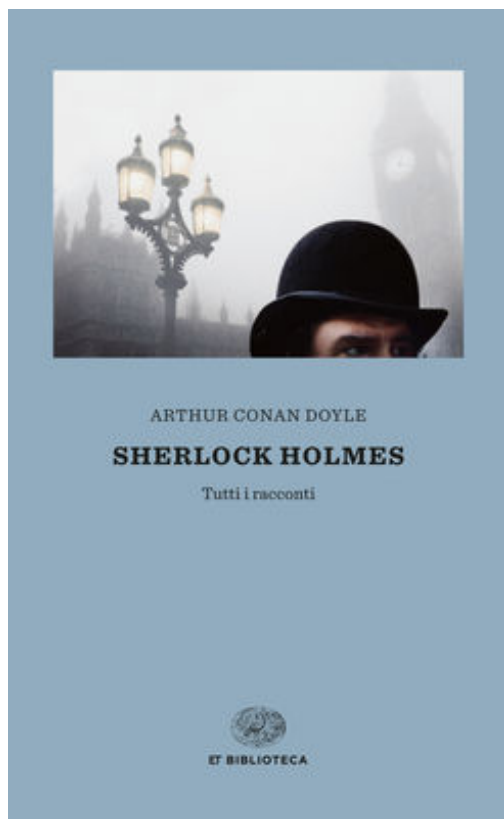 ARTHUR CONAN DOYLE
SHERLOCK HOLMES
Tutti i racconti
ET BIBLIOTECA